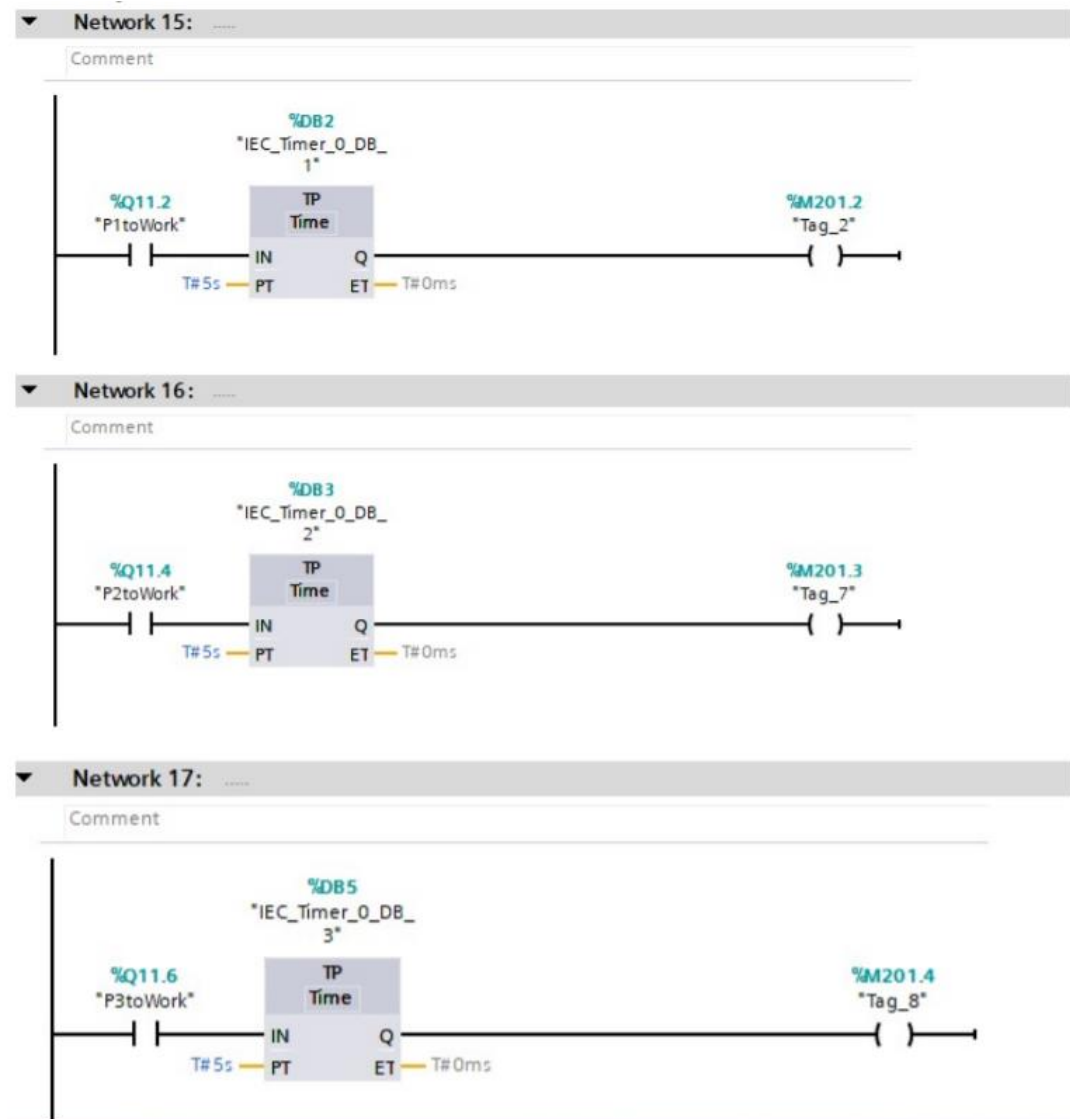 Network 15: .....
Comment
%DB2
"IEC_Timer_0_DB_
1"
%Q11.2
"P1toWork"
TP
Time
%M201.2
"Tag_2"
IN Q
T#5s PT ET T#0ms
Network 16: .....
Comment
%DB3
"IEC_Timer_0_DB_
2"
%Q11.4
"P2toWork"
TP
Time
%M201.3
"Tag_7"
IN Q
T#5s PT ET T#0ms
Network 17: .....
Comment
%DB5
"IEC_Timer_0_DB_
3"
%Q11.6
"P3toWork"
TP
Time
%M201.4
"Tag_8"
IN Q
T#5s PT ET T#0ms